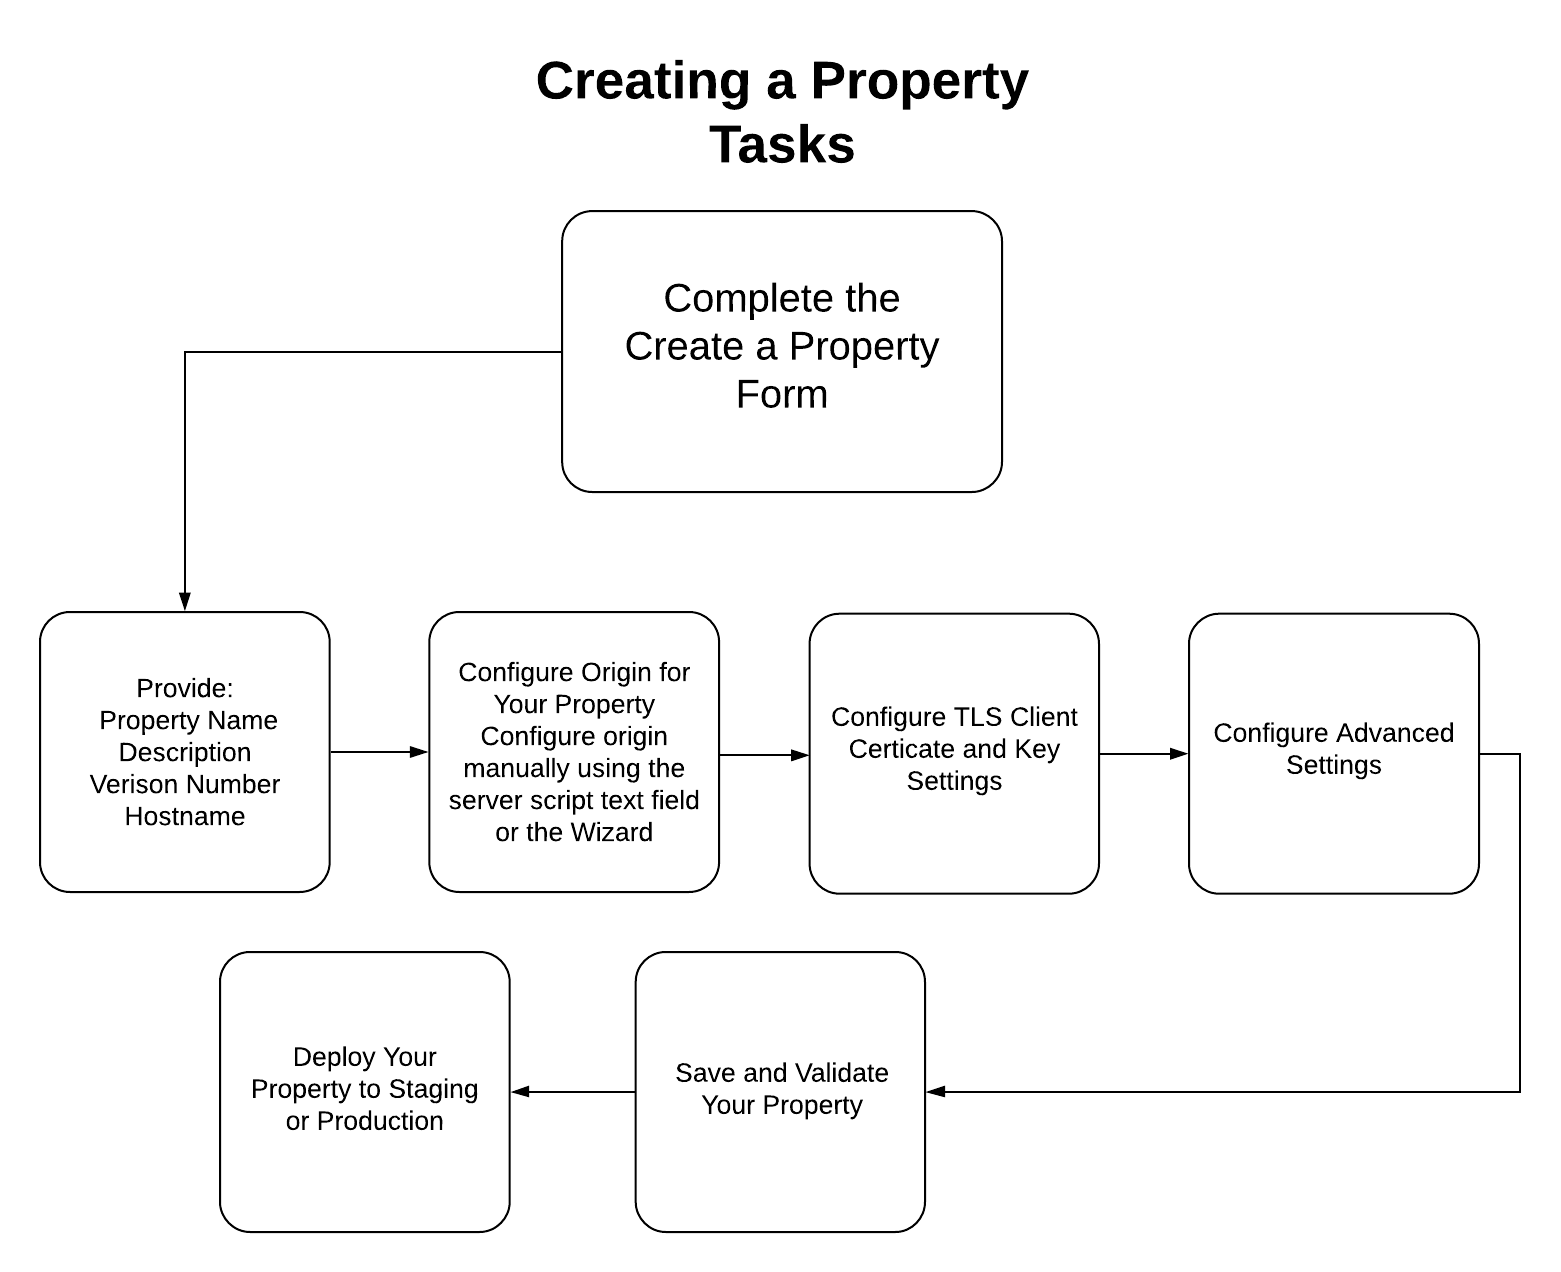 Creating a Property
Tasks
Complete the
Create a Property
Form
Provide:
Property Name
Description
Verison Number
Hostname
Configure Origin for
Your Property
Configure origin
manually using the
server script text field
or the Wizard
Configure TLS Client
Certicate and Key
Settings
Configure Advanced
Settings
Save and Validate
Your Property
Deploy Your
Property to Staging
or Production